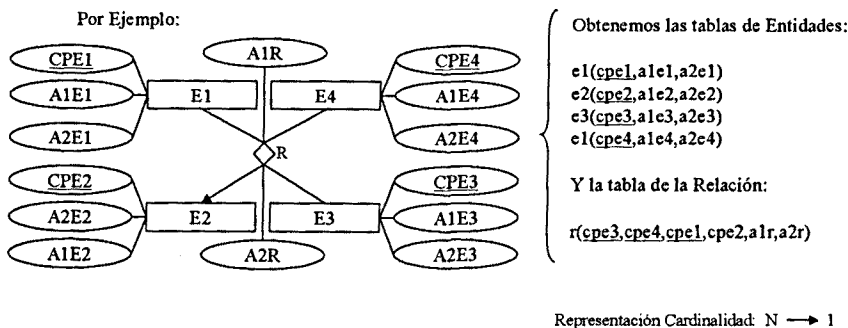 Por Ejemplo:
CPE1
A1E1
A2E1
E1
A1R
E4
CPE4
A1E4
A2E4
R
CPE2
A2E2
A1E2
E2
A2R
E3
CPE3
A1E3
A2E3
Obtenemos las tablas de Entidades:
e1(cpe1,a1e1,a2e1)
e2(cpe2,a1e2,a2e2)
e3(cpe3,a1e3,a2e3)
e1(cpe4,a1e4,a2e4)
Y la tabla de la Relación:
r(cpe3,cpe4,cpe1,cpe2,a1r,a2r)
Representación Cardinalidad: N → 1